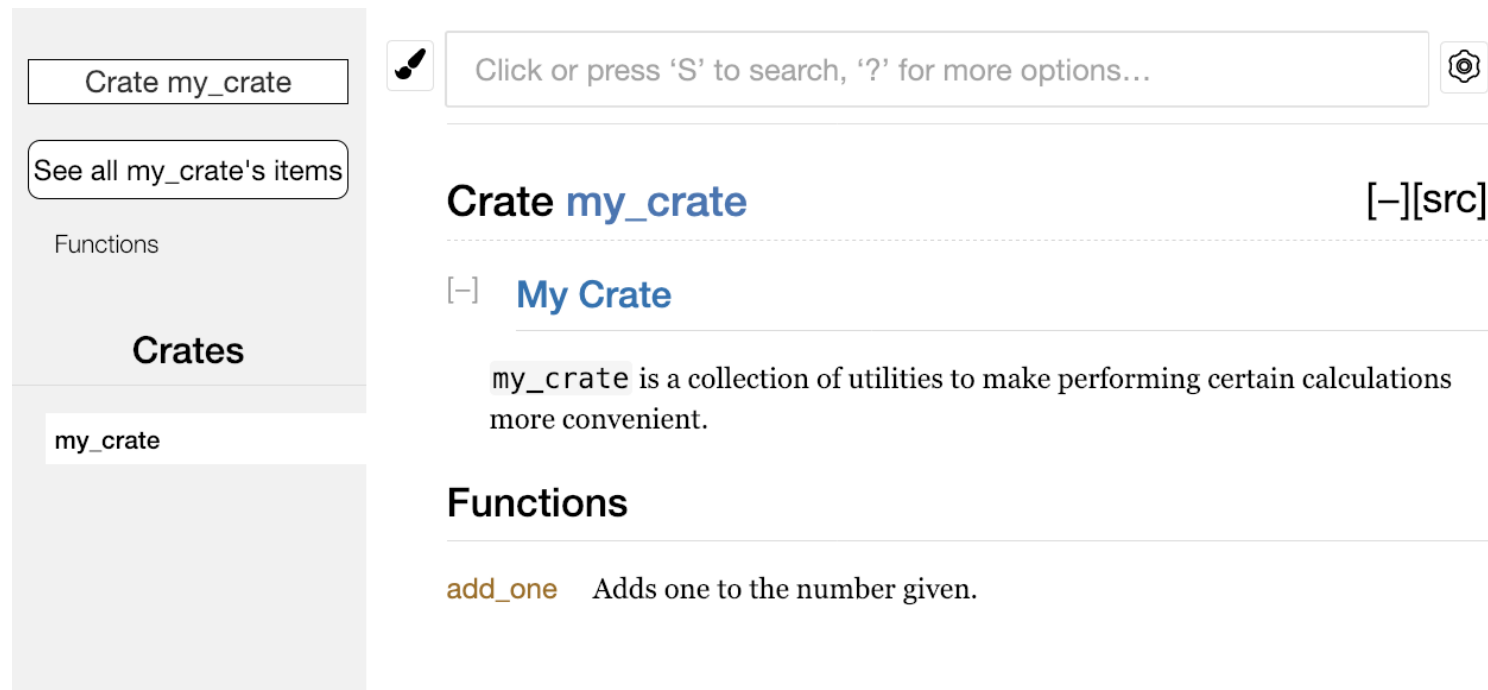 Crate my_crate
See all my_crate's items
Functions
Crates
my_crate
Click or press ‘S’ to search, ‘?’ for more options…
Crate my_crate
[−][src]
[−]
My Crate
my_crate is a collection of utilities to make performing certain calculations
more convenient.
Functions
add_one Adds one to the number given.